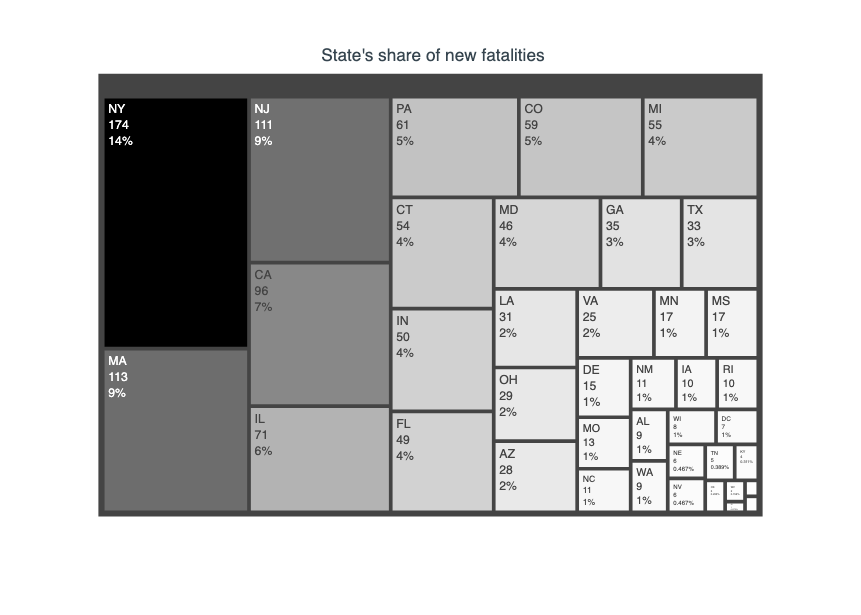 State's share of new fatalities
NY
174
14%
MA
113
9%
NJ
111
9%
CA
96
7%
IL
71
6%
PA
61
5%
CO
59
5%
MI
55
4%
CT
54
4%
IN
50
4%
FL
49
4%
MD
46
4%
GA
35
3%
TX
33
3%
LA
31
2%
OH
29
2%
AZ
28
2%
VA
25
2%
MN
17
1%
MS
17
1%
DE
15
1%
MO
13
1%
NC
11
1%
NM
11
1%
IA
10
1%
RI
10
1%
AL
9
1%
WA
9
1%
WI
8
1%
DC
7
1%
NE
6
0.467%
NV
6
0.467%
TN
5
0.389%